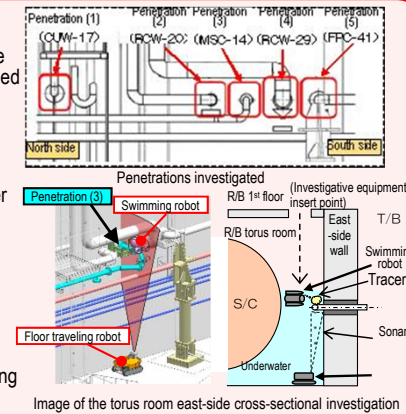 Penetration (1)
Penetration
(2)
Penetration
(3)
Penetration
(4)
Penetration
(5)
(CUW-17)
(RCW-20)
(MSC-14)
(RCW-29)
(FPC-41)
North side
South side
Penetrations investigated
Penetration (3)
Swimming robot
Floor traveling robot
R/B 1st floor
(Investigative equipment
insert point)
R/B torus room
East
-side
wall
T/B
Swimming
robot
Tracer
S/C
Sonar
Underwater
Image of the torus room east-side cross-sectional investigation